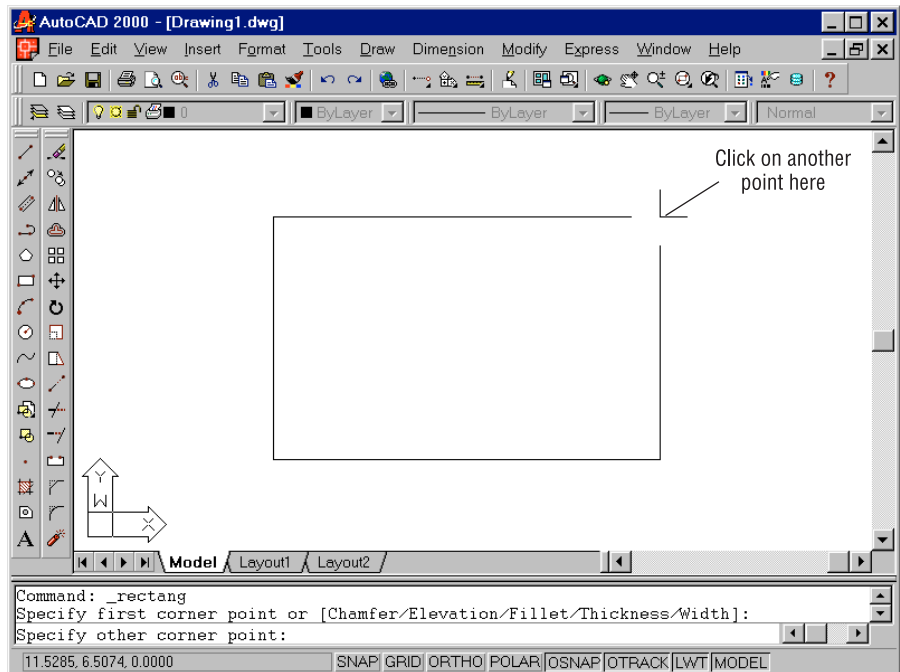 AutoCAD 2000 - [Drawing1.dwg]
File Edit View Insert Format Tools Draw Dimension Modify Express Window Help
0 ByLayer ByLayer ByLayer Normal
Click on another
point here
Y
W
X
A
Model Layout1 Layout2
Command: _rectang
Specify first corner point or [Chamfer/Elevation/Fillet/Thickness/Width]:
Specify other corner point:
11.5285, 6.5074, 0.0000 SNAP GRID ORTHO POLAR OSNAP OTRACK LWT MODEL